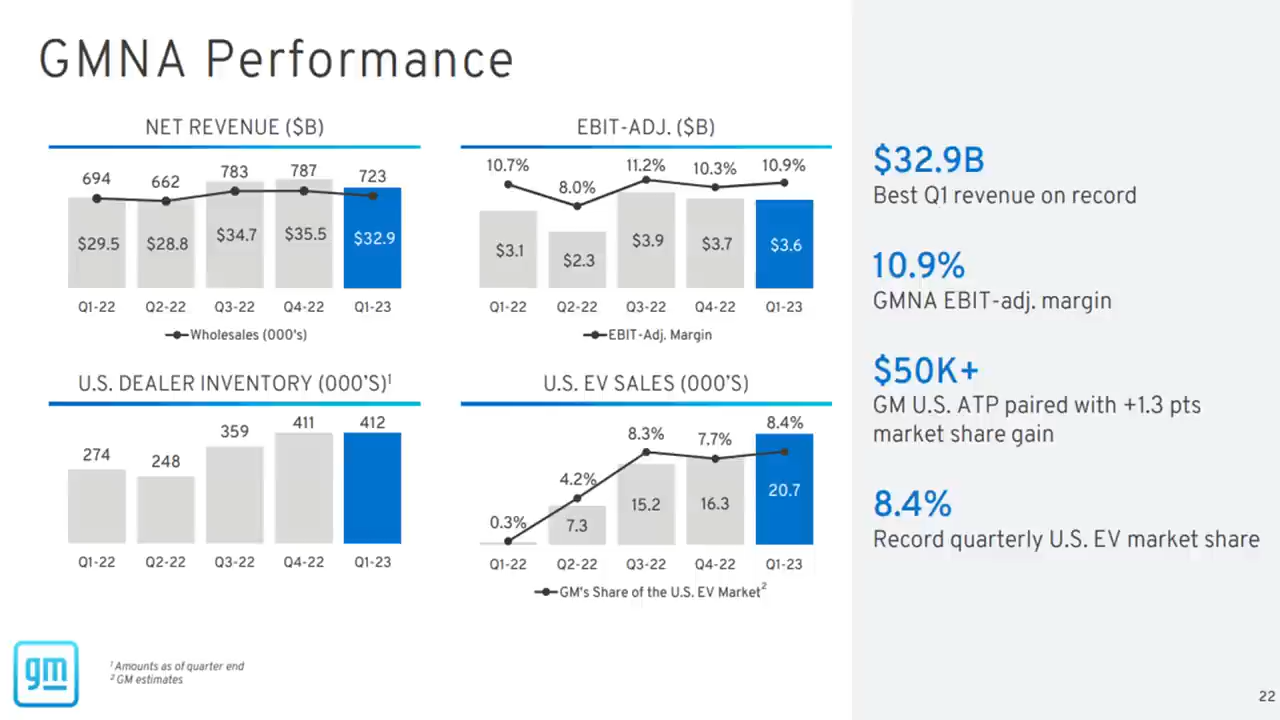 GMNA Performance
NET REVENUE ($B)
694 662 783 787 723
$29.5 $28.8 $34.7 $35.5 $32.9
Q1-22 Q2-22 Q3-22 Q4-22 Q1-23
Wholesales (000's)
EBIT-ADJ. ($B)
10.7% 8.0% 11.2% 10.3% 10.9%
$3.1 $2.3 $3.9 $3.7 $3.6
Q1-22 Q2-22 Q3-22 Q4-22 Q1-23
EBIT-Adj. Margin
U.S. DEALER INVENTORY (000'S)¹
274 248 359 411 412
Q1-22 Q2-22 Q3-22 Q4-22 Q1-23
U.S. EV SALES (000'S)
0.3% 4.2% 8.3% 7.7% 8.4%
7.3 15.2 16.3 20.7
Q1-22 Q2-22 Q3-22 Q4-22 Q1-23
GM's Share of the U.S. EV Market²
$32.9B
Best Q1 revenue on record
10.9%
GMNA EBIT-adj. margin
$50K+
GM U.S. ATP paired with +1.3 pts
market share gain
8.4%
Record quarterly U.S. EV market share
gm
¹ Amounts as of quarter end
² GM estimates
22